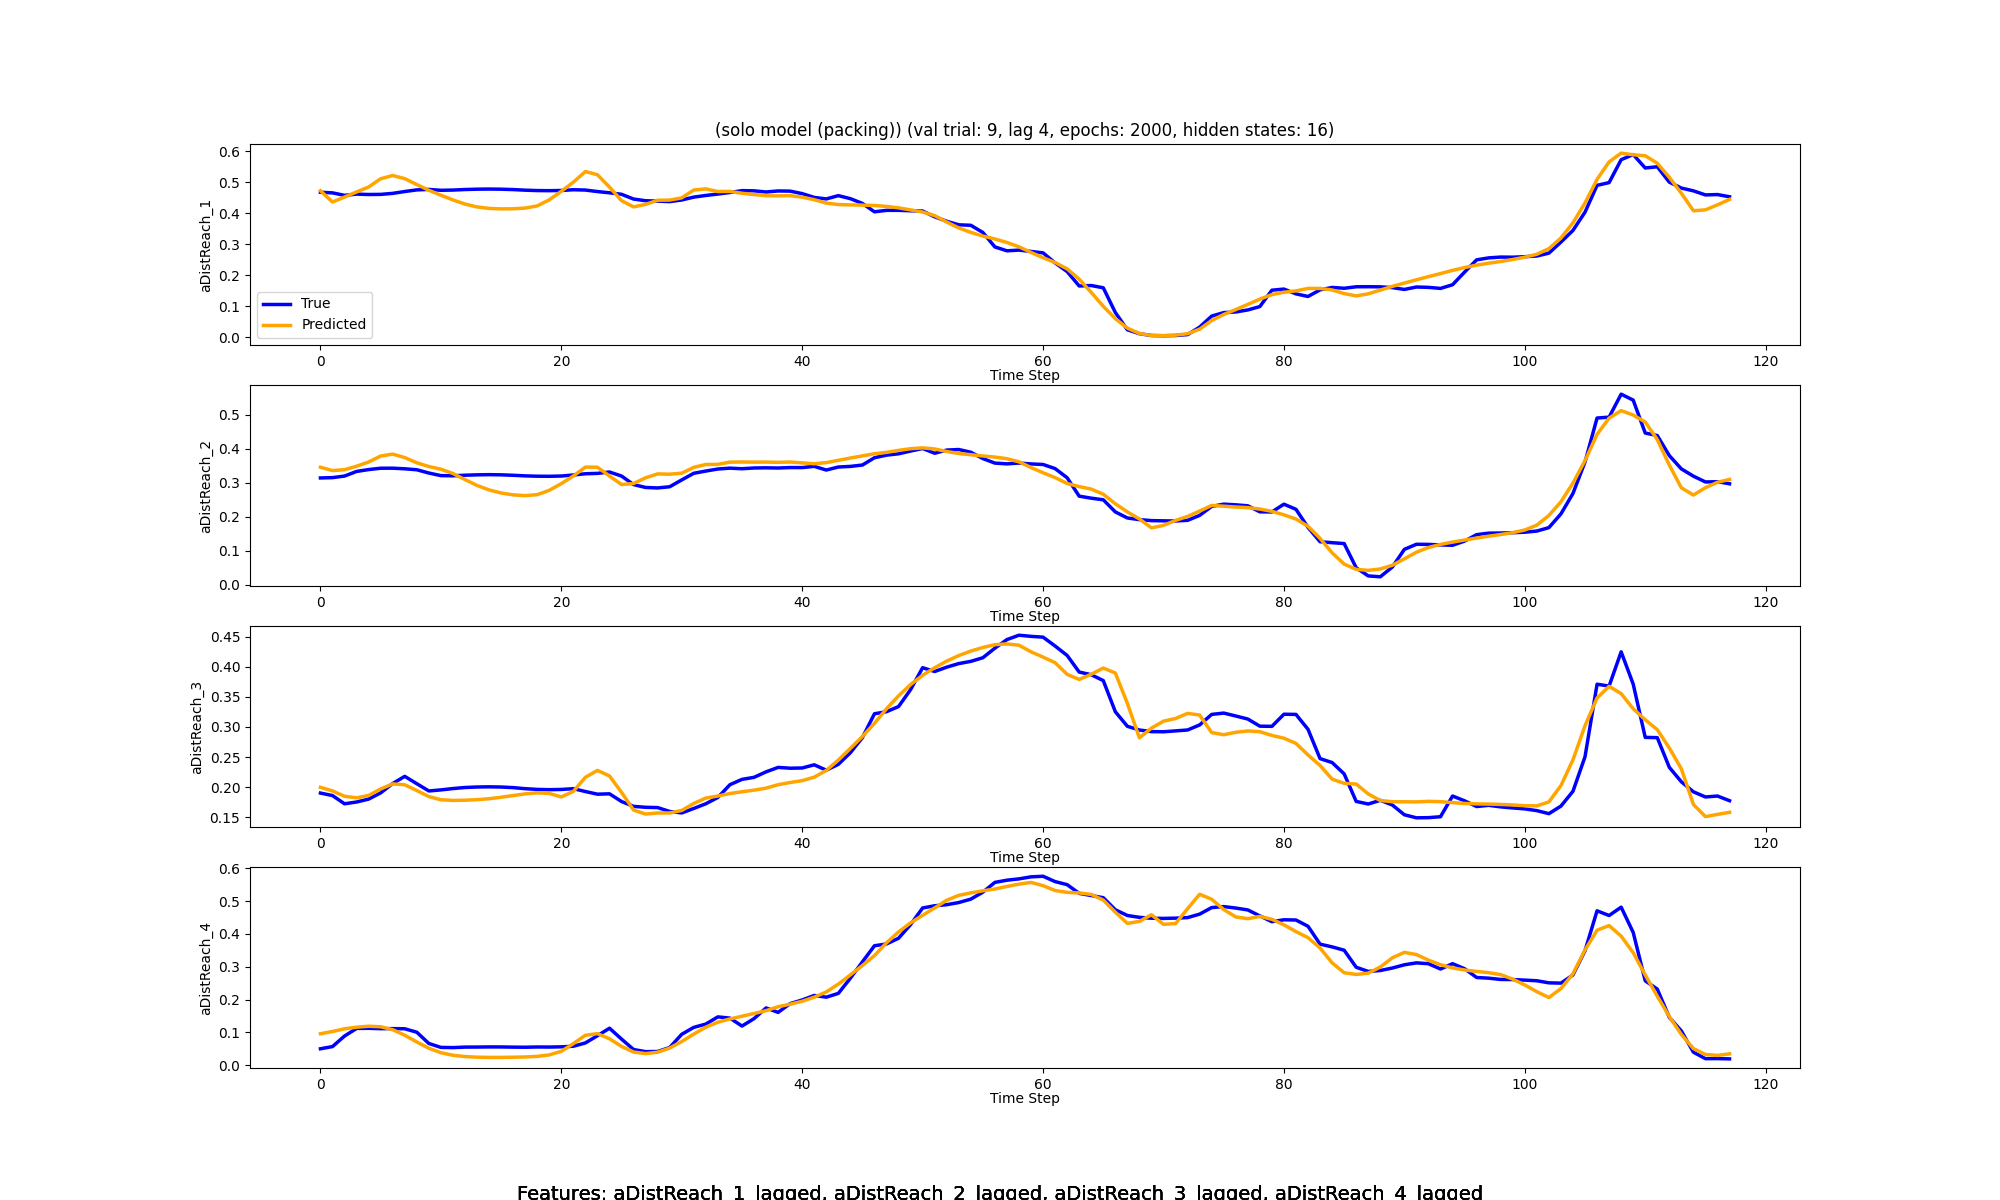 (solo model (packing)) (val trial: 9, lag 4, epochs: 2000, hidden states: 16)
0.6
0.5
0.4
0.3
0.2
0.1
0.0
aDistReach_1
True
Predicted
0 20 40 60 80 100 120
Time Step
0.5
0.4
0.3
0.2
0.1
0.0
aDistReach_2
0 20 40 60 80 100 120
Time Step
0.45
0.40
0.35
0.30
0.25
0.20
0.15
aDistReach_3
0 20 40 60 80 100 120
Time Step
0.6
0.5
0.4
0.3
0.2
0.1
0.0
aDistReach_4
0 20 40 60 80 100 120
Time Step
Features: aDistReach_1_lagged, aDistReach_2_lagged, aDistReach_3_lagged, aDistReach_4_lagged